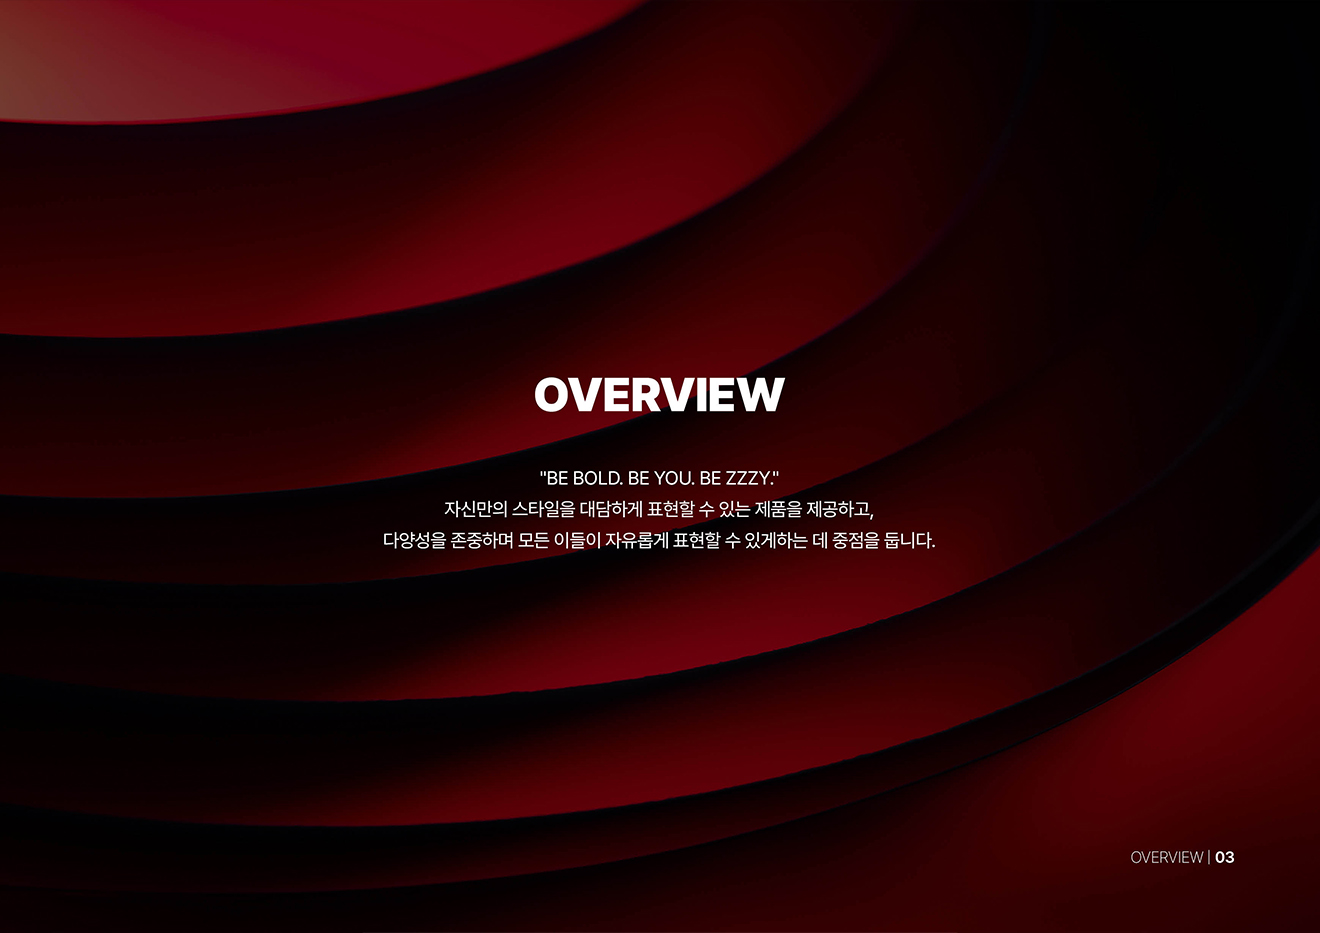 OVERVIEW
"BE BOLD. BE YOU. BE ZZZY."
자신만의 스타일을 대담하게 표현할 수 있는 제품을 제공하고,
다양성을 존중하며 모든 이들이 자유롭게 표현할 수 있게하는 데 중점을 둡니다.
OVERVIEW | 03